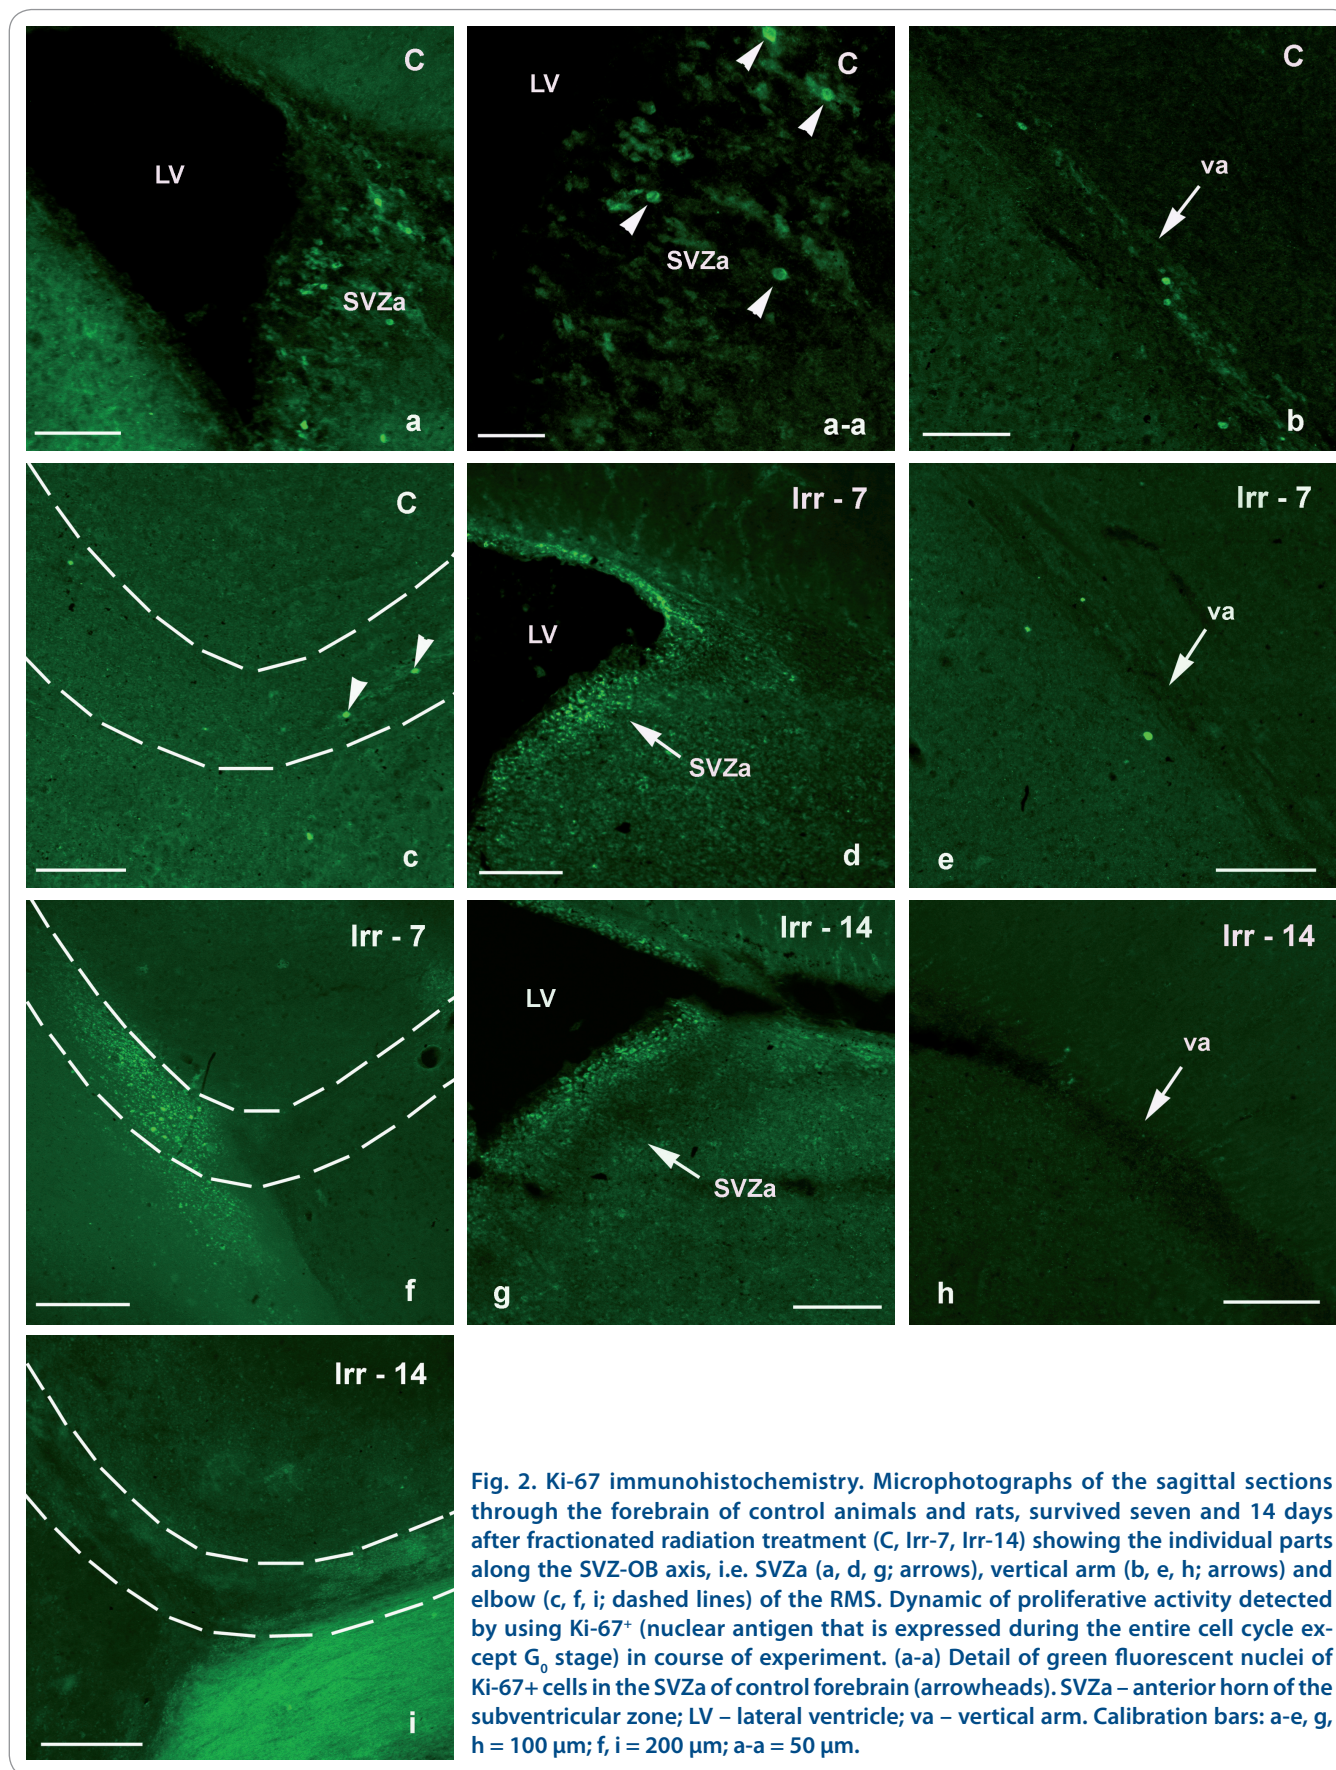 C
LV
SVZa
a
C
LV
SVZa
a-a
C
va
b
C
c
Irr - 7
LV
SVZa
d
Irr - 7
va
e
Irr - 7
f
Irr - 14
LV
SVZa
g
Irr - 14
va
h
Irr - 14
i
Fig. 2. Ki-67 immunohistochemistry. Microphotographs of the sagittal sections
through the forebrain of control animals and rats, survived seven and 14 days
after fractionated radiation treatment (C, Irr-7, Irr-14) showing the individual parts
along the SVZ-OB axis, i.e. SVZa (a, d, g; arrows), vertical arm (b, e, h; arrows) and
elbow (c, f, i; dashed lines) of the RMS. Dynamic of proliferative activity detected
by using Ki-67⁺ (nuclear antigen that is expressed during the entire cell cycle ex-
cept G₀ stage) in course of experiment. (a-a) Detail of green fluorescent nuclei of
Ki-67+ cells in the SVZa of control forebrain (arrowheads). SVZa – anterior horn of the
subventricular zone; LV – lateral ventricle; va – vertical arm. Calibration bars: a-e, g,
h = 100 µm; f, i = 200 µm; a-a = 50 µm.